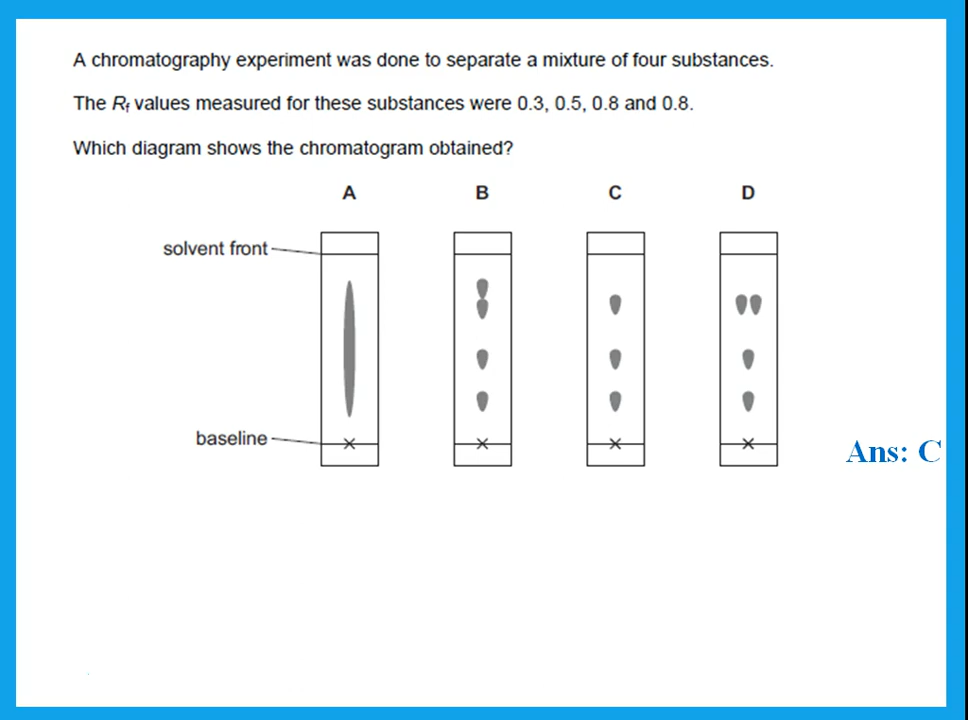 A chromatography experiment was done to separate a mixture of four substances.
The Rf values measured for these substances were 0.3, 0.5, 0.8 and 0.8.
Which diagram shows the chromatogram obtained?
A B C D
solvent front
baseline
Ans: C